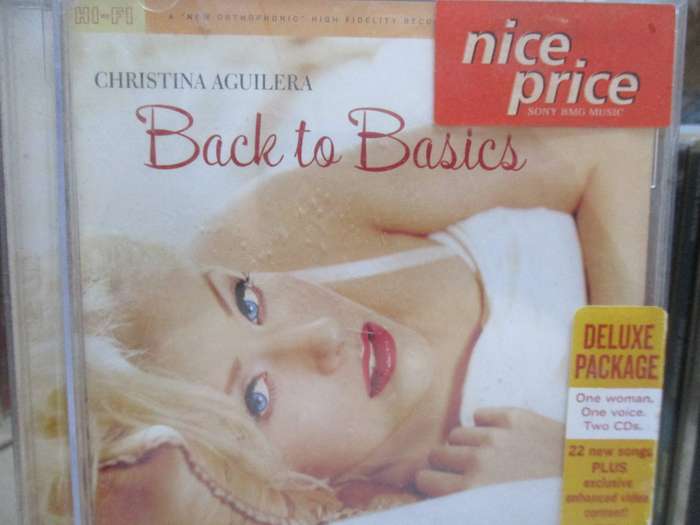 HI-FI
A "NEW ORTHOPHONIC" HIGH FIDELITY RECO
nice
price
SONY BMG MUSIC
CHRISTINA AGUILERA
Back to Basics
DELUXE
PACKAGE
One woman.
One voice.
Two CDs.
22 new songs
PLUS
exclusive
enhanced video
content!